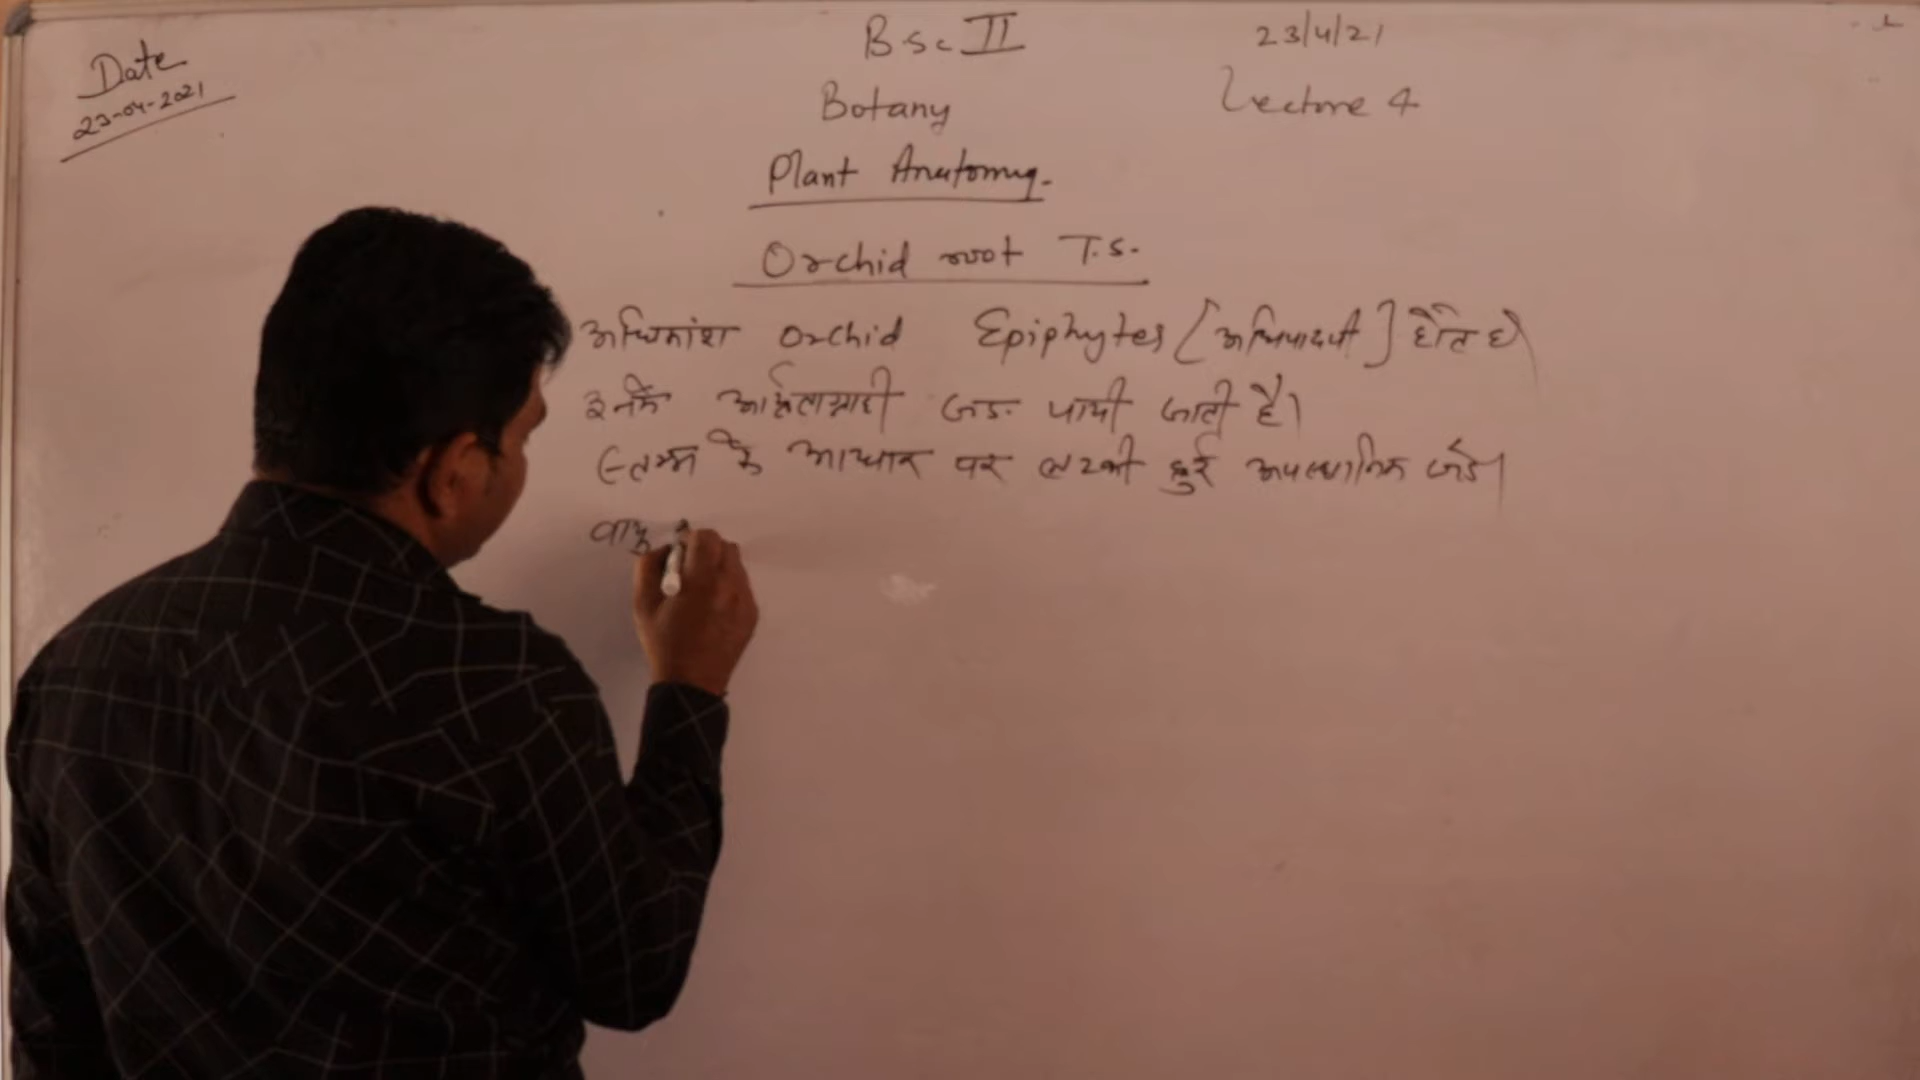 Date
23-04-2021
BSc II
23/4/21
Botany
Lecture 4
Plant Anatomy.
Orchid root T.S.
अधिकांश orchid Epiphytes [अधिपादपी] होते है
इनमे आर्द्रताग्राही जड पायी जाती है।
स्तम्भ के आधार पर लटकी हुई अपस्थानिक जडे।
वायु